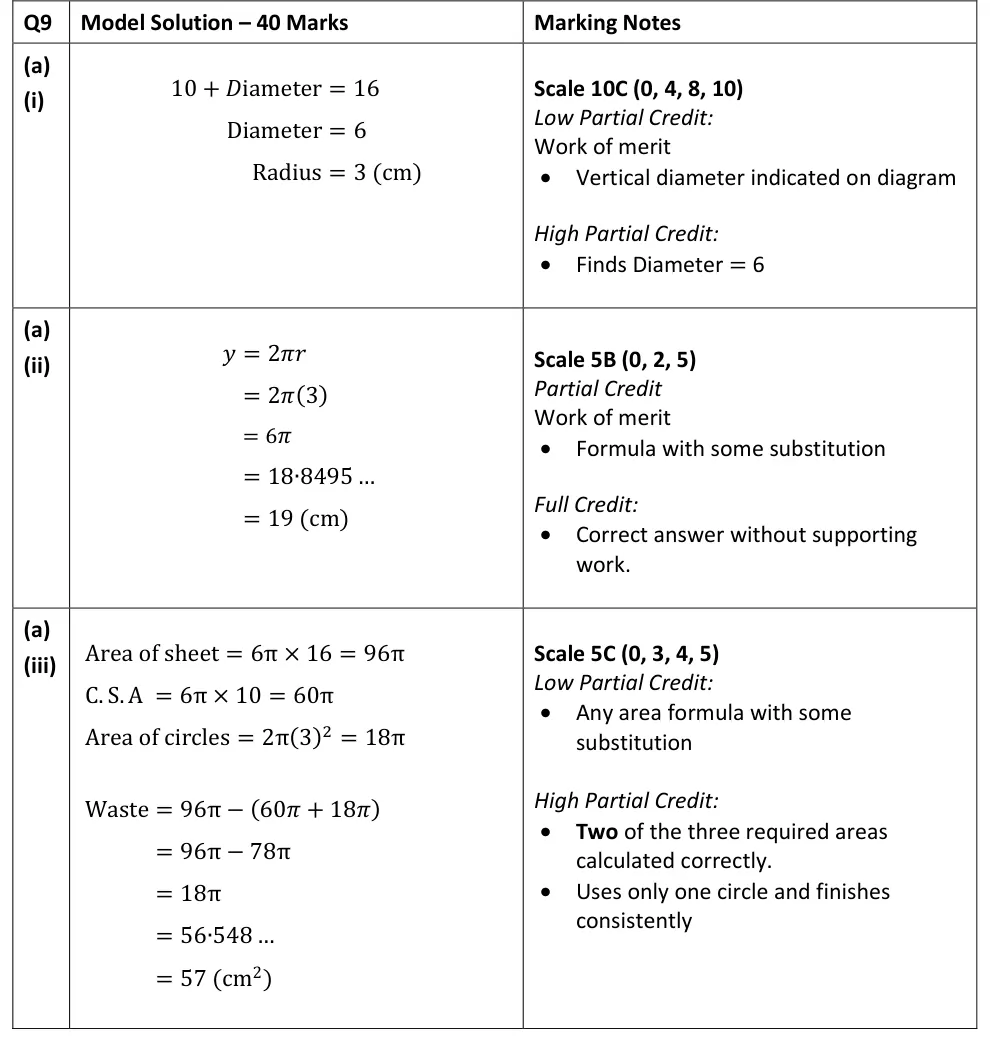 Q9 Model Solution – 40 Marks Marking Notes
(a)
(i)
10 + Diameter = 16
Diameter = 6
Radius = 3 (cm)
Scale 10C (0, 4, 8, 10)
Low Partial Credit:
Work of merit
• Vertical diameter indicated on diagram
High Partial Credit:
• Finds Diameter = 6
(a)
(ii)
𝑦 = 2𝜋𝑟
= 2𝜋(3)
= 6𝜋
= 18·8495 …
= 19 (cm)
Scale 5B (0, 2, 5)
Partial Credit
Work of merit
• Formula with some substitution
Full Credit:
• Correct answer without supporting
work.
(a)
(iii)
Area of sheet = 6π × 16 = 96π
C. S. A = 6π × 10 = 60π
Area of circles = 2π(3)² = 18π
Waste = 96π − (60𝜋 + 18𝜋)
= 96π − 78π
= 18π
= 56·548 …
= 57 (cm²)
Scale 5C (0, 3, 4, 5)
Low Partial Credit:
• Any area formula with some
substitution
High Partial Credit:
• Two of the three required areas
calculated correctly.
• Uses only one circle and finishes
consistently